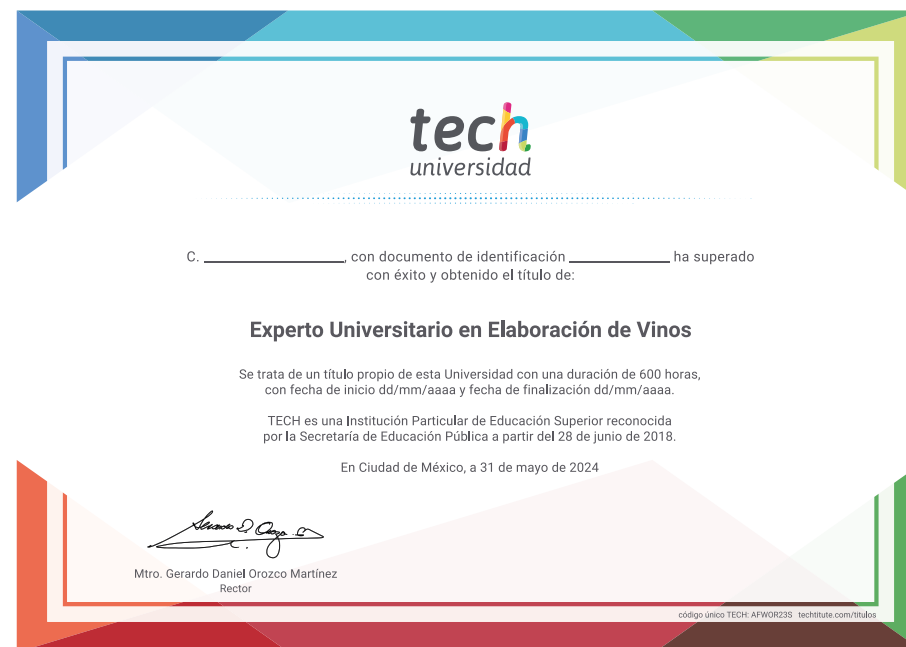 tech
universidad
C. ____________, con documento de identificación ____________ ha superado
con éxito y obtenido el título de:
Experto Universitario en Elaboración de Vinos
Se trata de un título propio de esta Universidad con una duración de 600 horas,
con fecha de inicio dd/mm/aaaa y fecha de finalización dd/mm/aaaa.
TECH es una Institución Particular de Educación Superior reconocida
por la Secretaría de Educación Pública a partir del 28 de junio de 2018.
En Ciudad de México, a 31 de mayo de 2024
Mtro. Gerardo Daniel Orozco Martínez
Rector
código único TECH: AFWOR23S techtitute.com/titulos